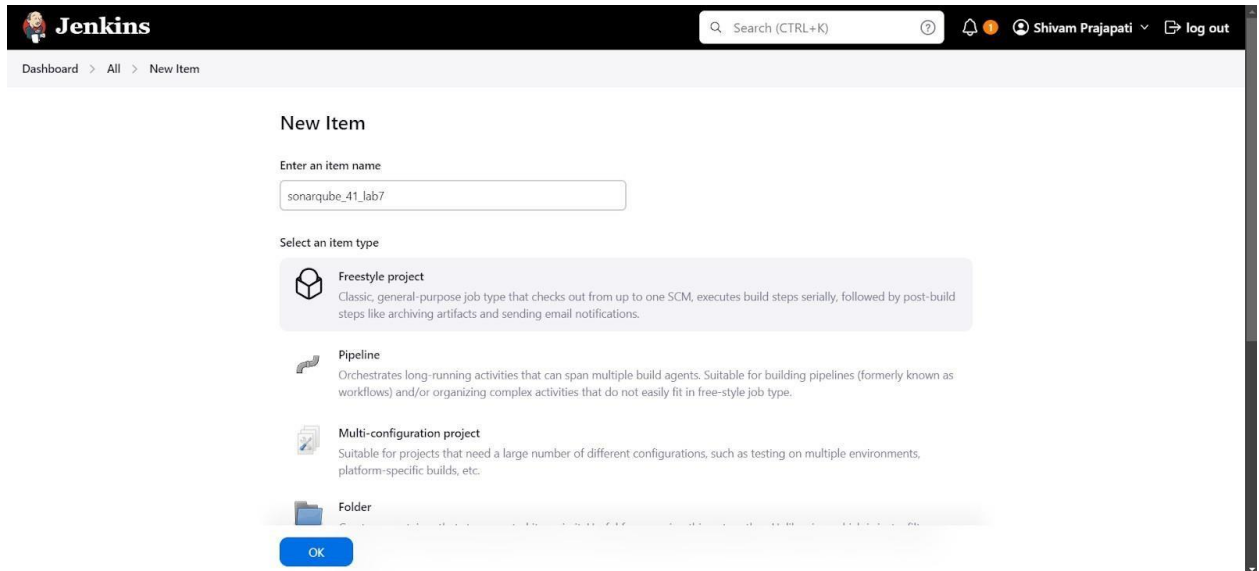 Jenkins
Search (CTRL+K)
1
Shivam Prajapati
log out
Dashboard > All > New Item
New Item
Enter an item name
sonarqube_41_lab7
Select an item type
Freestyle project
Classic, general-purpose job type that checks out from up to one SCM, executes build steps serially, followed by post-build
steps like archiving artifacts and sending email notifications.
Pipeline
Orchestrates long-running activities that can span multiple build agents. Suitable for building pipelines (formerly known as
workflows) and/or organizing complex activities that do not easily fit in free-style job type.
Multi-configuration project
Suitable for projects that need a large number of different configurations, such as testing on multiple environments,
platform-specific builds, etc.
Folder
OK